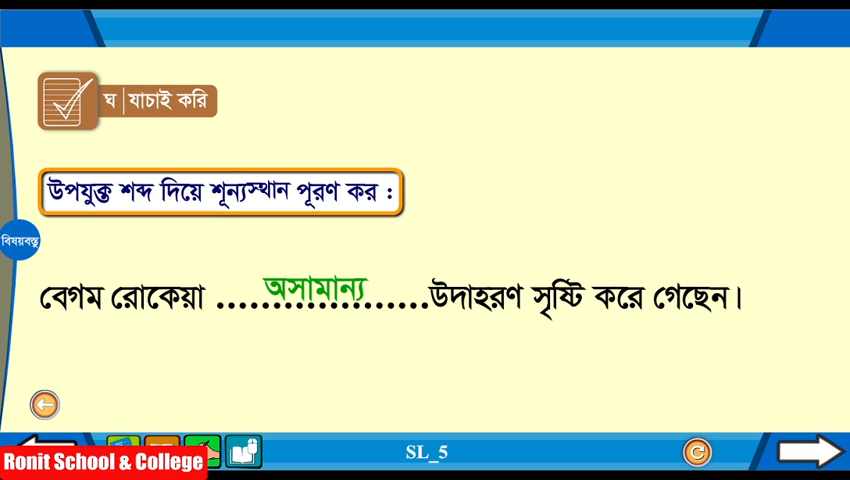 ঘ | যাচাই করি
উপযুক্ত শব্দ দিয়ে শূন্যস্থান পূরণ কর :
বিষয়বস্তু
বেগম রোকেয়া ......অসামান্য......উদাহরণ সৃষ্টি করে গেছেন।
SL_5
Ronit School & College